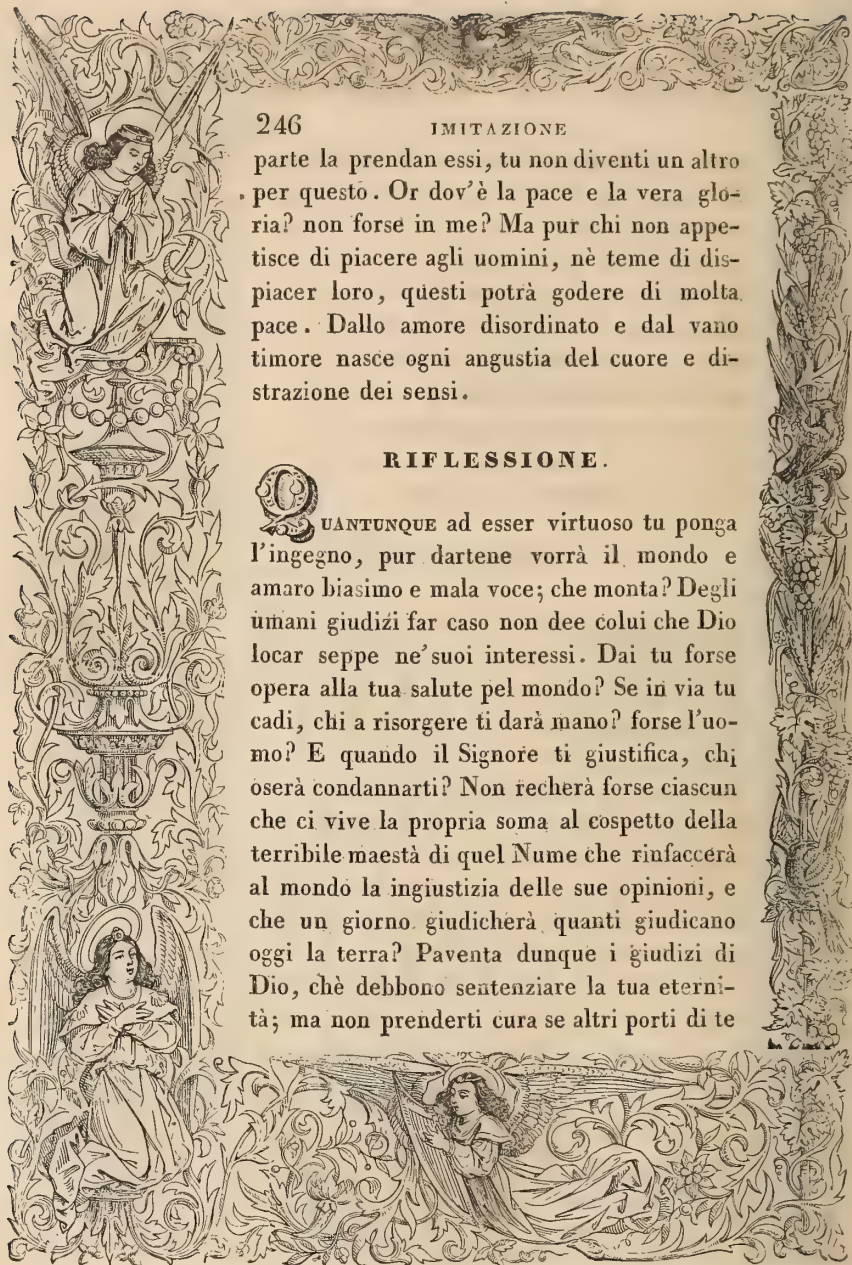 246 IMITAZIONE
parte la prendan essi, tu non diventi un altro
per questo. Or dov'è la pace e la vera glo-
ria? non forse in me? Ma pur chi non appe-
tisce di piacere agli uomini, nè teme di dis-
piacer loro, questi potrà godere di molta
pace. Dallo amore disordinato e dal vano
timore nasce ogni angustia del cuore e di-
strazione dei sensi.
RIFLESSIONE.
QUANTUNQUE ad esser virtuoso tu ponga
l'ingegno, pur dartene vorrà il mondo e
amaro biasimo e mala voce; che monta? Degli
umani giudizi far caso non dee colui che Dio
locar seppe ne' suoi interessi. Dai tu forse
opera alla tua salute pel mondo? Se in via tu
cadi, chi a risorgere ti darà mano? forse l'uo-
mo? E quando il Signore ti giustifica, chi
oserà condannarti? Non recherà forse ciascun
che ci vive la propria soma al cospetto della
terribile maestà di quel Nume che rinfaccerà
al mondo la ingiustizia delle sue opinioni, e
che un giorno giudicherà quanti giudicano
oggi la terra? Paventa dunque i giudizi di
Dio, chè debbono sentenziare la tua eterni-
tà; ma non prenderti cura se altri porti di te